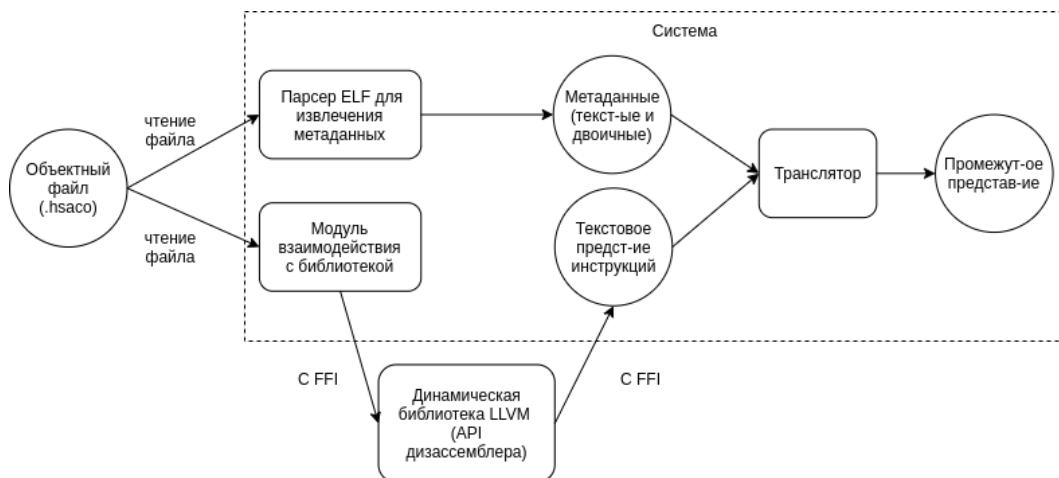 Система
Парсер ELF для
извлечения
метаданных
Метаданные
(текст-ые и
двоичные)
чтение
файла
Объектный
файл
(.hsaco)
Транслятор
Промежут-ое
представ-ие
чтение
файла
Модуль
взаимодействия
с библиотекой
Текстовое
предст-ие
инструкций
C FFI
C FFI
Динамическая
библиотека LLVM
(API
дизассемблера)